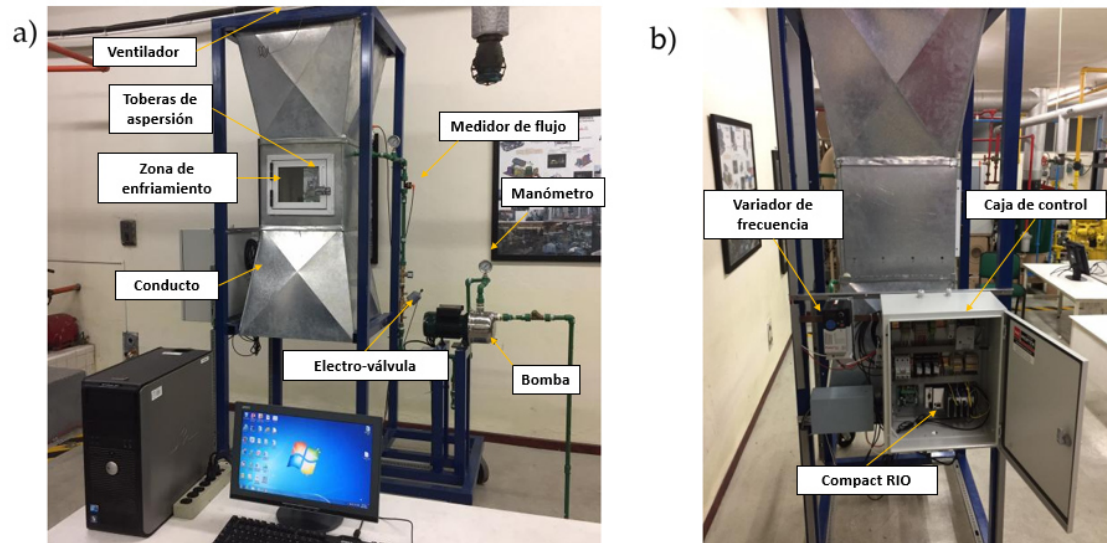 a)
Ventilador
Toberas de
aspersión
Zona de
enfriamiento
Conducto
Medidor de flujo
Manómetro
Electro-válvula
Bomba
b)
Variador de
frecuencia
Caja de control
Compact RIO